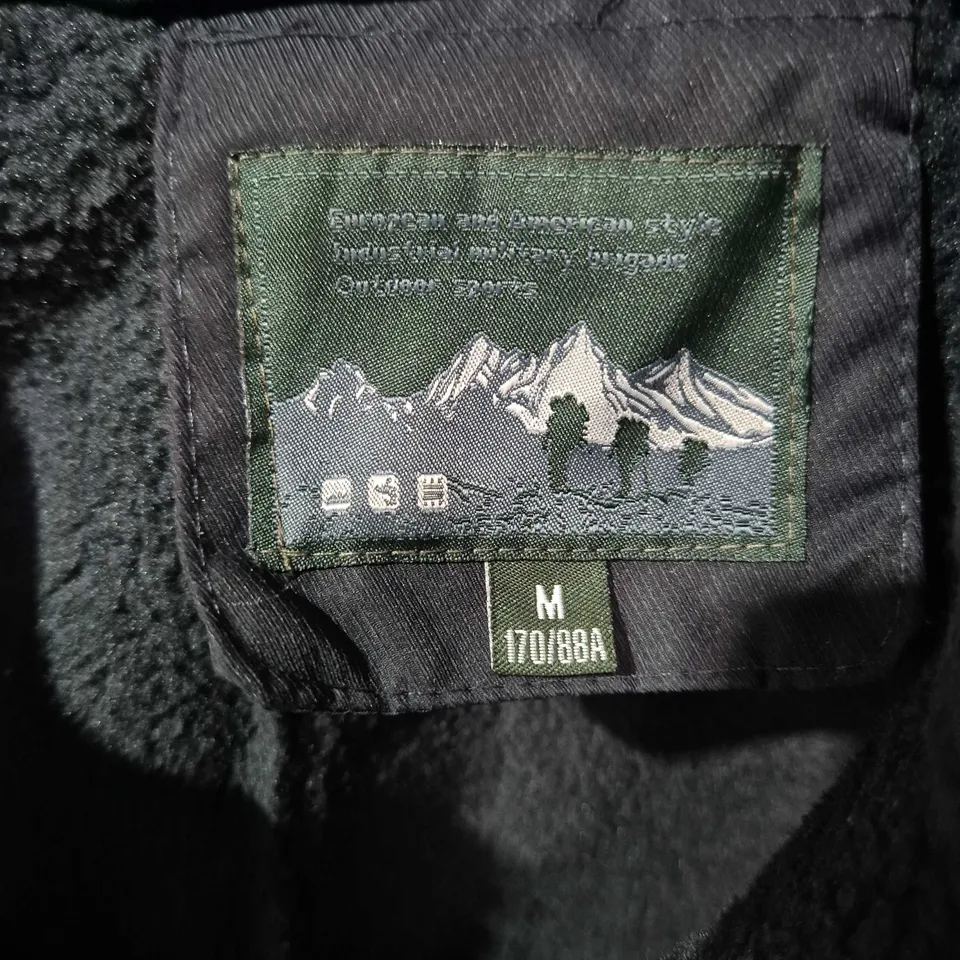 European and American style
Industrial military brigade
Outdoor sports
M
170/88A